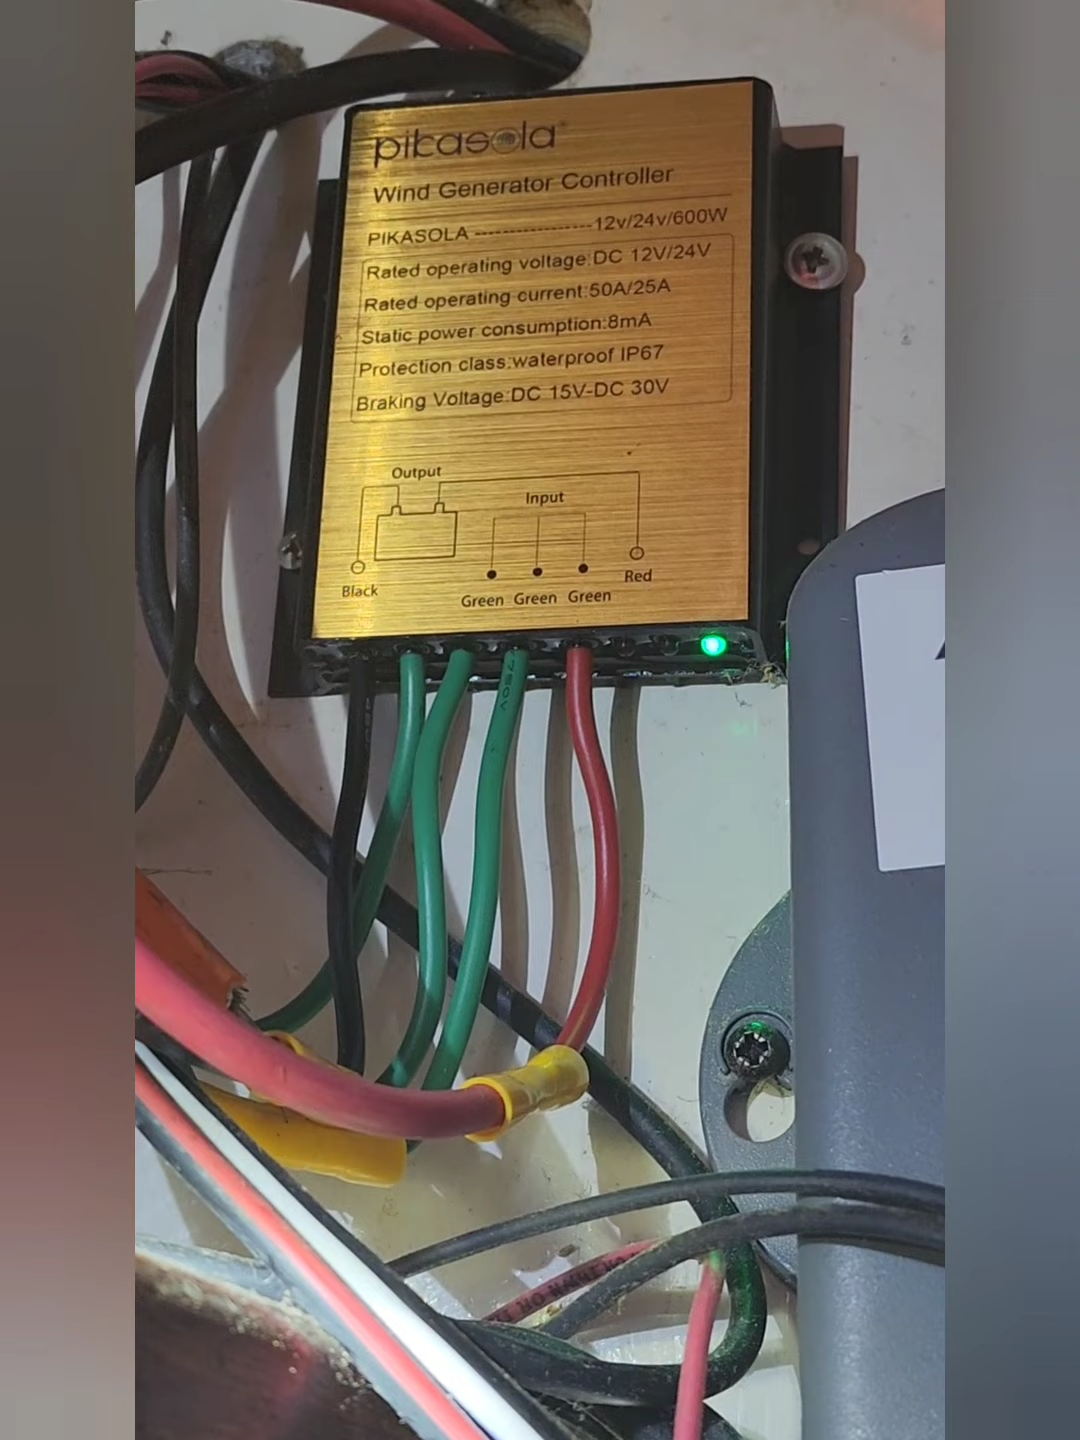 pikasola
Wind Generator Controller
PIKASOLA ------------------12v/24v/600W
Rated operating voltage:DC 12V/24V
Rated operating current:50A/25A
Static power consumption:8mA
Protection class:waterproof IP67
Braking Voltage:DC 15V-DC 30V
Output
Input
Black
Green Green Green
Red